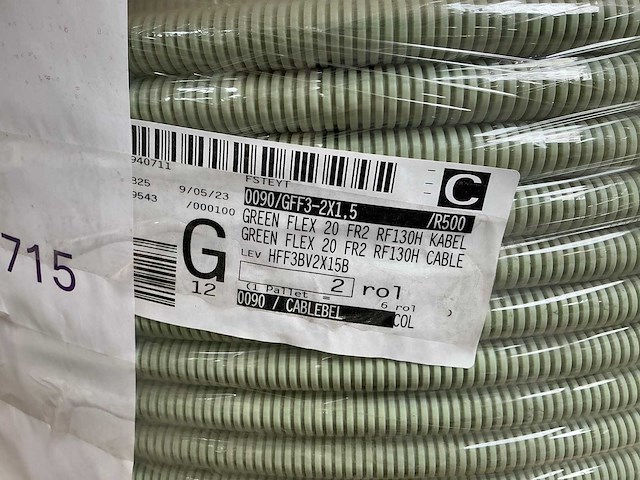 940711
FSTEYT
C
825
9/05/23
0090/GFF3-2X1,5 /R500
9543
/000100
GREEN FLEX 20 FR2 RF130H KABEL
GREEN FLEX 20 FR2 RF130H CABLE
G
LEV HFF3BV2X15B
12
2 rol
Q Pallet = 6 rol
0090 / CABLEBEL COL
715